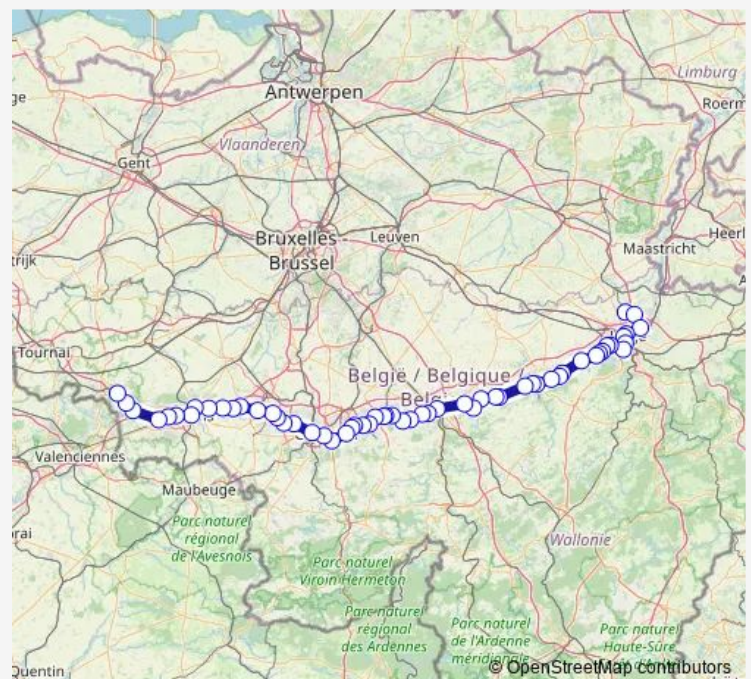 Limburg
Antwerpen
Roerm
ge
Vlaanderen
Gent
Bruxelles -
Brussel
Leuven
Heerl
Maastricht
trijk
A
Tournai
België / Belgique /
Belgi
Valenciennes
Maubeuge
Parc naturel
régional
de l'Avesnois
rai
Wallonie
Parc naturel
Viroin Hermeton
Parc naturel
régional
des Ardennes
Parc naturel
de l'Ardenne
méridionale
Parc naturel
Haute-Sûre
Quentin
© OpenStreetMap contributors